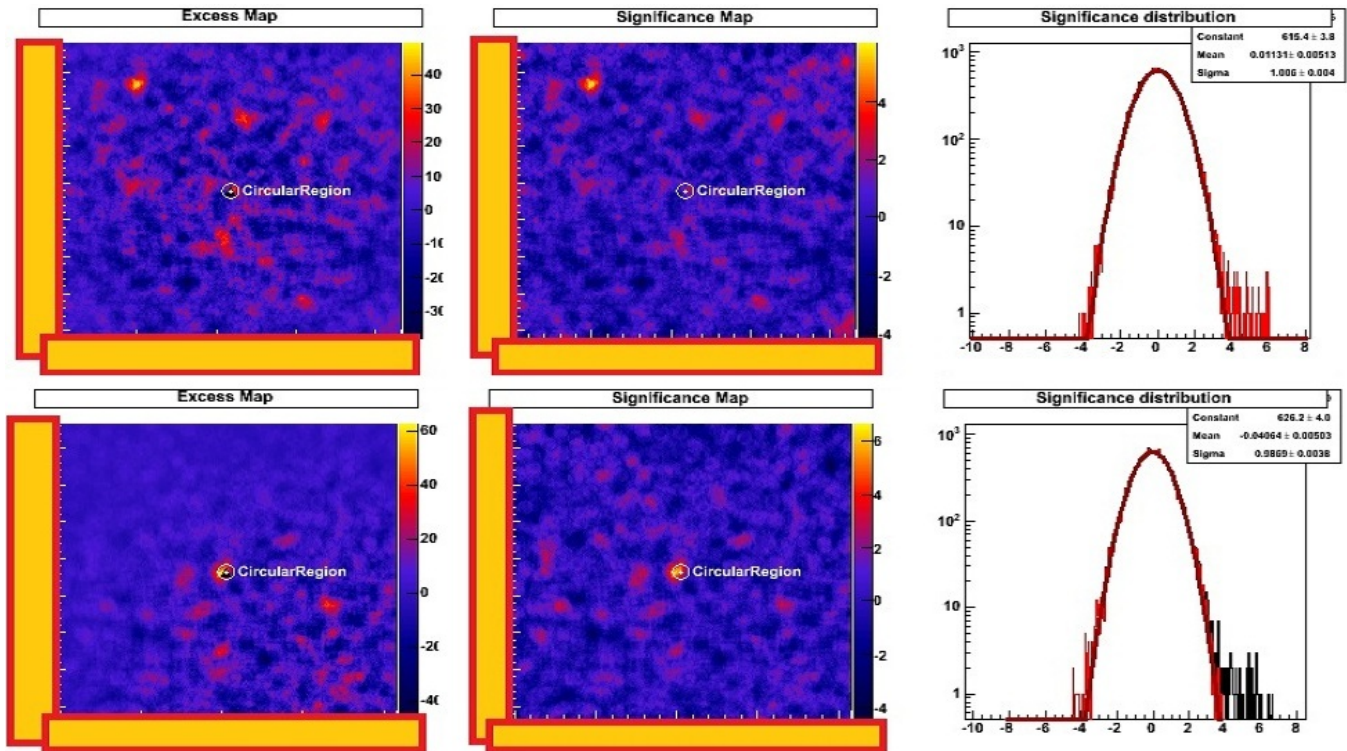 Excess Map
40
30
20
10
0
-10
-20
-30
CircularRegion
Significance Map
4
2
0
-2
-4
CircularRegion
Significance distribution
Constant 615.4 ± 3.8
Mean 0.01131 ± 0.00513
Sigma 1.006 ± 0.004
10³
10²
10
1
-10 -8 -6 -4 -2 0 2 4 6 8
Excess Map
60
40
20
0
-20
-40
CircularRegion
Significance Map
6
4
2
0
-2
-4
CircularRegion
Significance distribution
Constant 626.2 ± 4.0
Mean -0.04064 ± 0.00503
Sigma 0.9869 ± 0.0038
10³
10²
10
1
-10 -8 -6 -4 -2 0 2 4 6 8